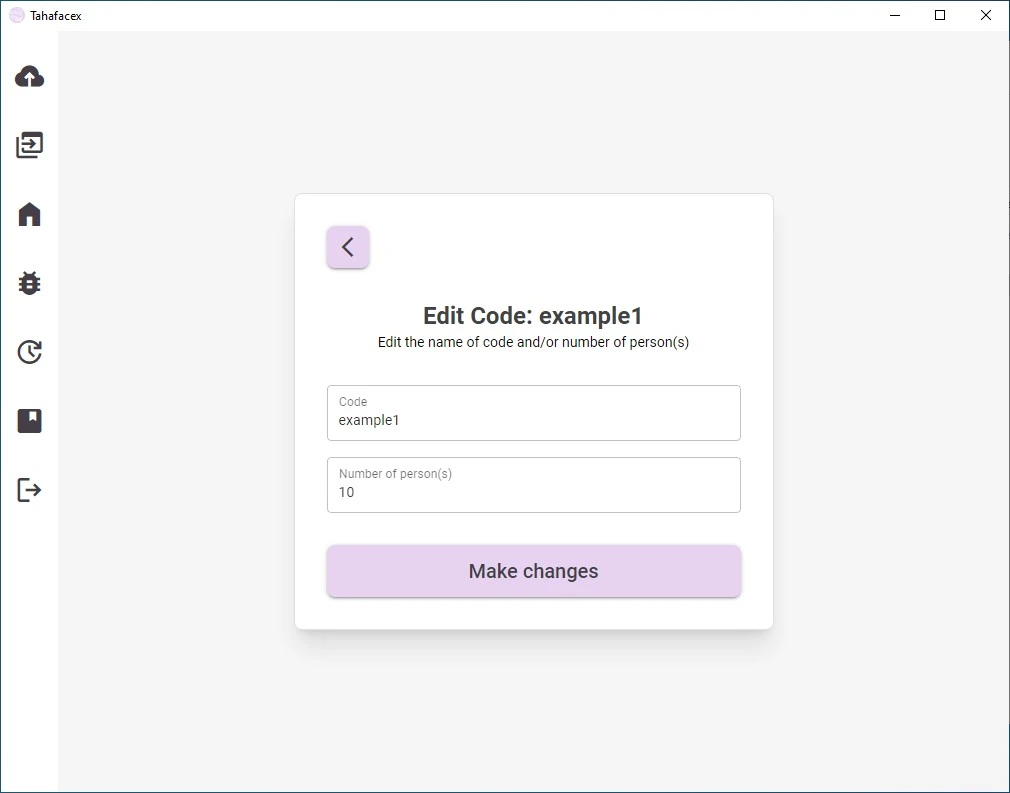 Tahafacex
Edit Code: example1
Edit the name of code and/or number of person(s)
Code
example1
Number of person(s)
10
Make changes